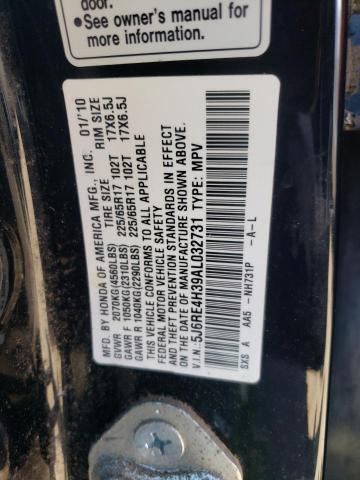 door.
●See owner's manual for
more information.
MFD. BY HONDA OF AMERICA MFG., INC. 01/'10
TIRE SIZE RIM SIZE
GVWR 2070KG(4560LBS)
GAWR F 1050KG(2310LBS) 225/65R17 102T 17X6.5J
GAWR R 1040KG(2290LBS) 225/65R17 102T 17X6.5J
THIS VEHICLE CONFORMS TO ALL APPLICABLE
FEDERAL MOTOR VEHICLE SAFETY
AND THEFT PREVENTION STANDARDS IN EFFECT
ON THE DATE OF MANUFACTURE SHOWN ABOVE.
V.I.N.:5J6RE4H39AL032731 TYPE: MPV
SXS A AA5 -NH731P -A-L